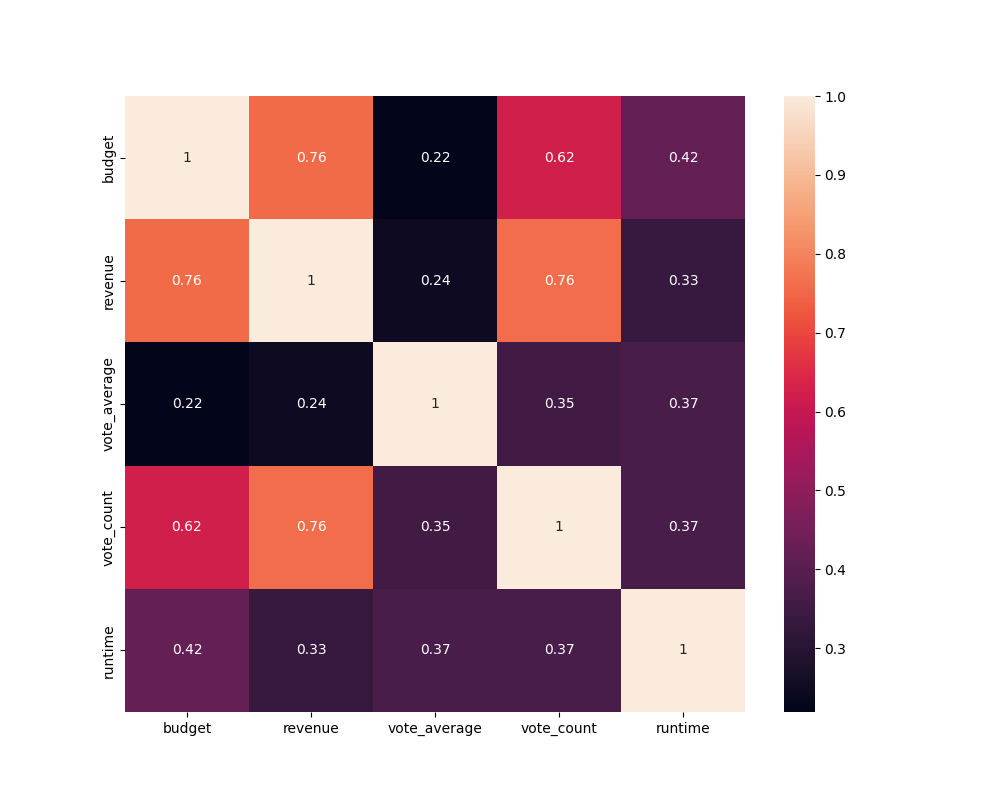 budget 1 0.76 0.22 0.62 0.42
revenue 0.76 1 0.24 0.76 0.33
vote_average 0.22 0.24 1 0.35 0.37
vote_count 0.62 0.76 0.35 1 0.37
runtime 0.42 0.33 0.37 0.37 1
budget revenue vote_average vote_count runtime
1.0
0.9
0.8
0.7
0.6
0.5
0.4
0.3